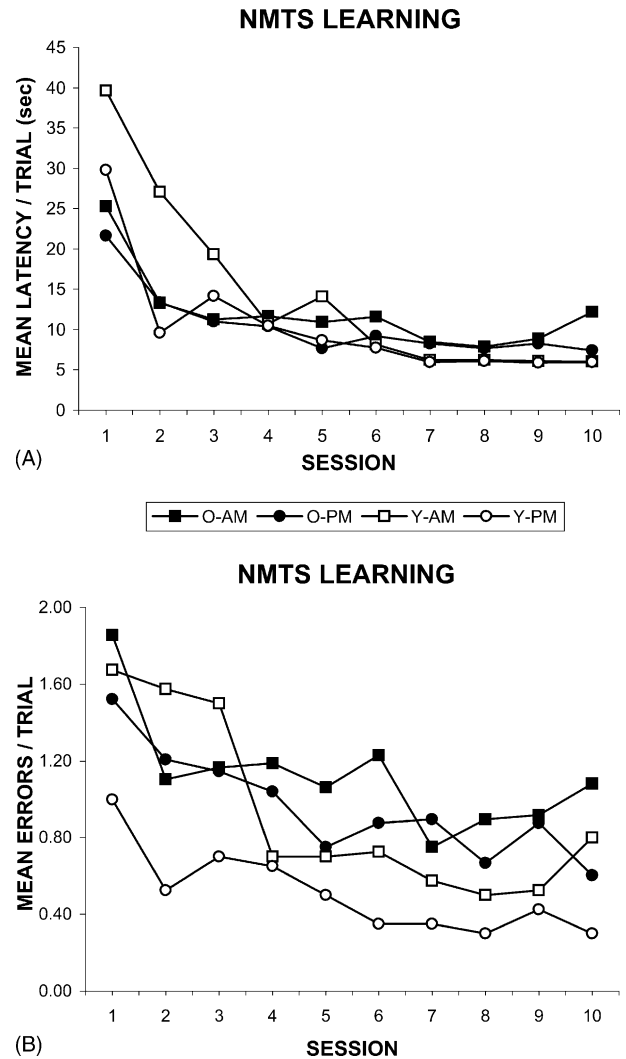 NMTS LEARNING
45
40
35
30
25
20
15
10
5
0
MEAN LATENCY / TRIAL (sec)
1 2 3 4 5 6 7 8 9 10
(A)
SESSION
O-AM O-PM Y-AM Y-PM
NMTS LEARNING
2.00
1.60
1.20
0.80
0.40
0.00
MEAN ERRORS / TRIAL
1 2 3 4 5 6 7 8 9 10
(B)
SESSION